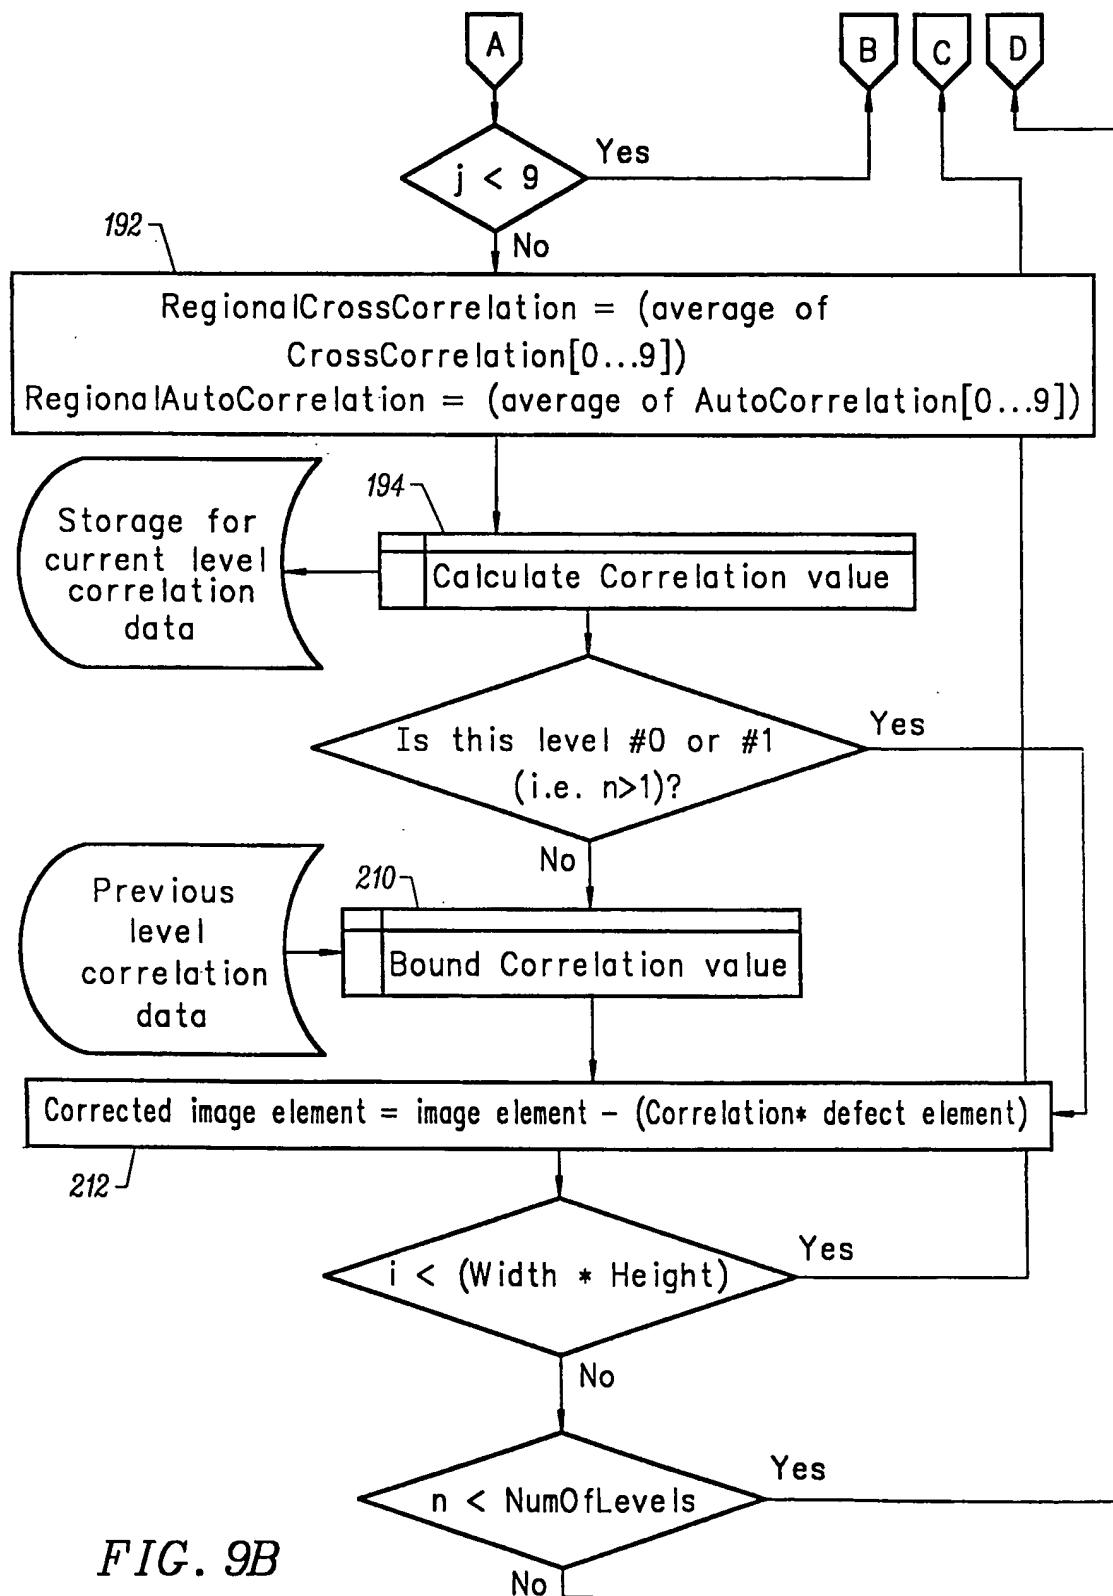 A
B
C
D
j < 9
Yes
No
192
RegionalCrossCorrelation = (average of
CrossCorrelation[0...9])
RegionalAutoCorrelation = (average of AutoCorrelation[0...9])
Storage for
current level
correlation
data
194
Calculate Correlation value
Is this level #0 or #1
(i.e. n>1)?
Yes
No
Previous
level
correlation
data
210
Bound Correlation value
Corrected image element = image element - (Correlation* defect element)
212
i < (Width * Height)
Yes
No
n < NumOfLevels
Yes
No
FIG. 9B